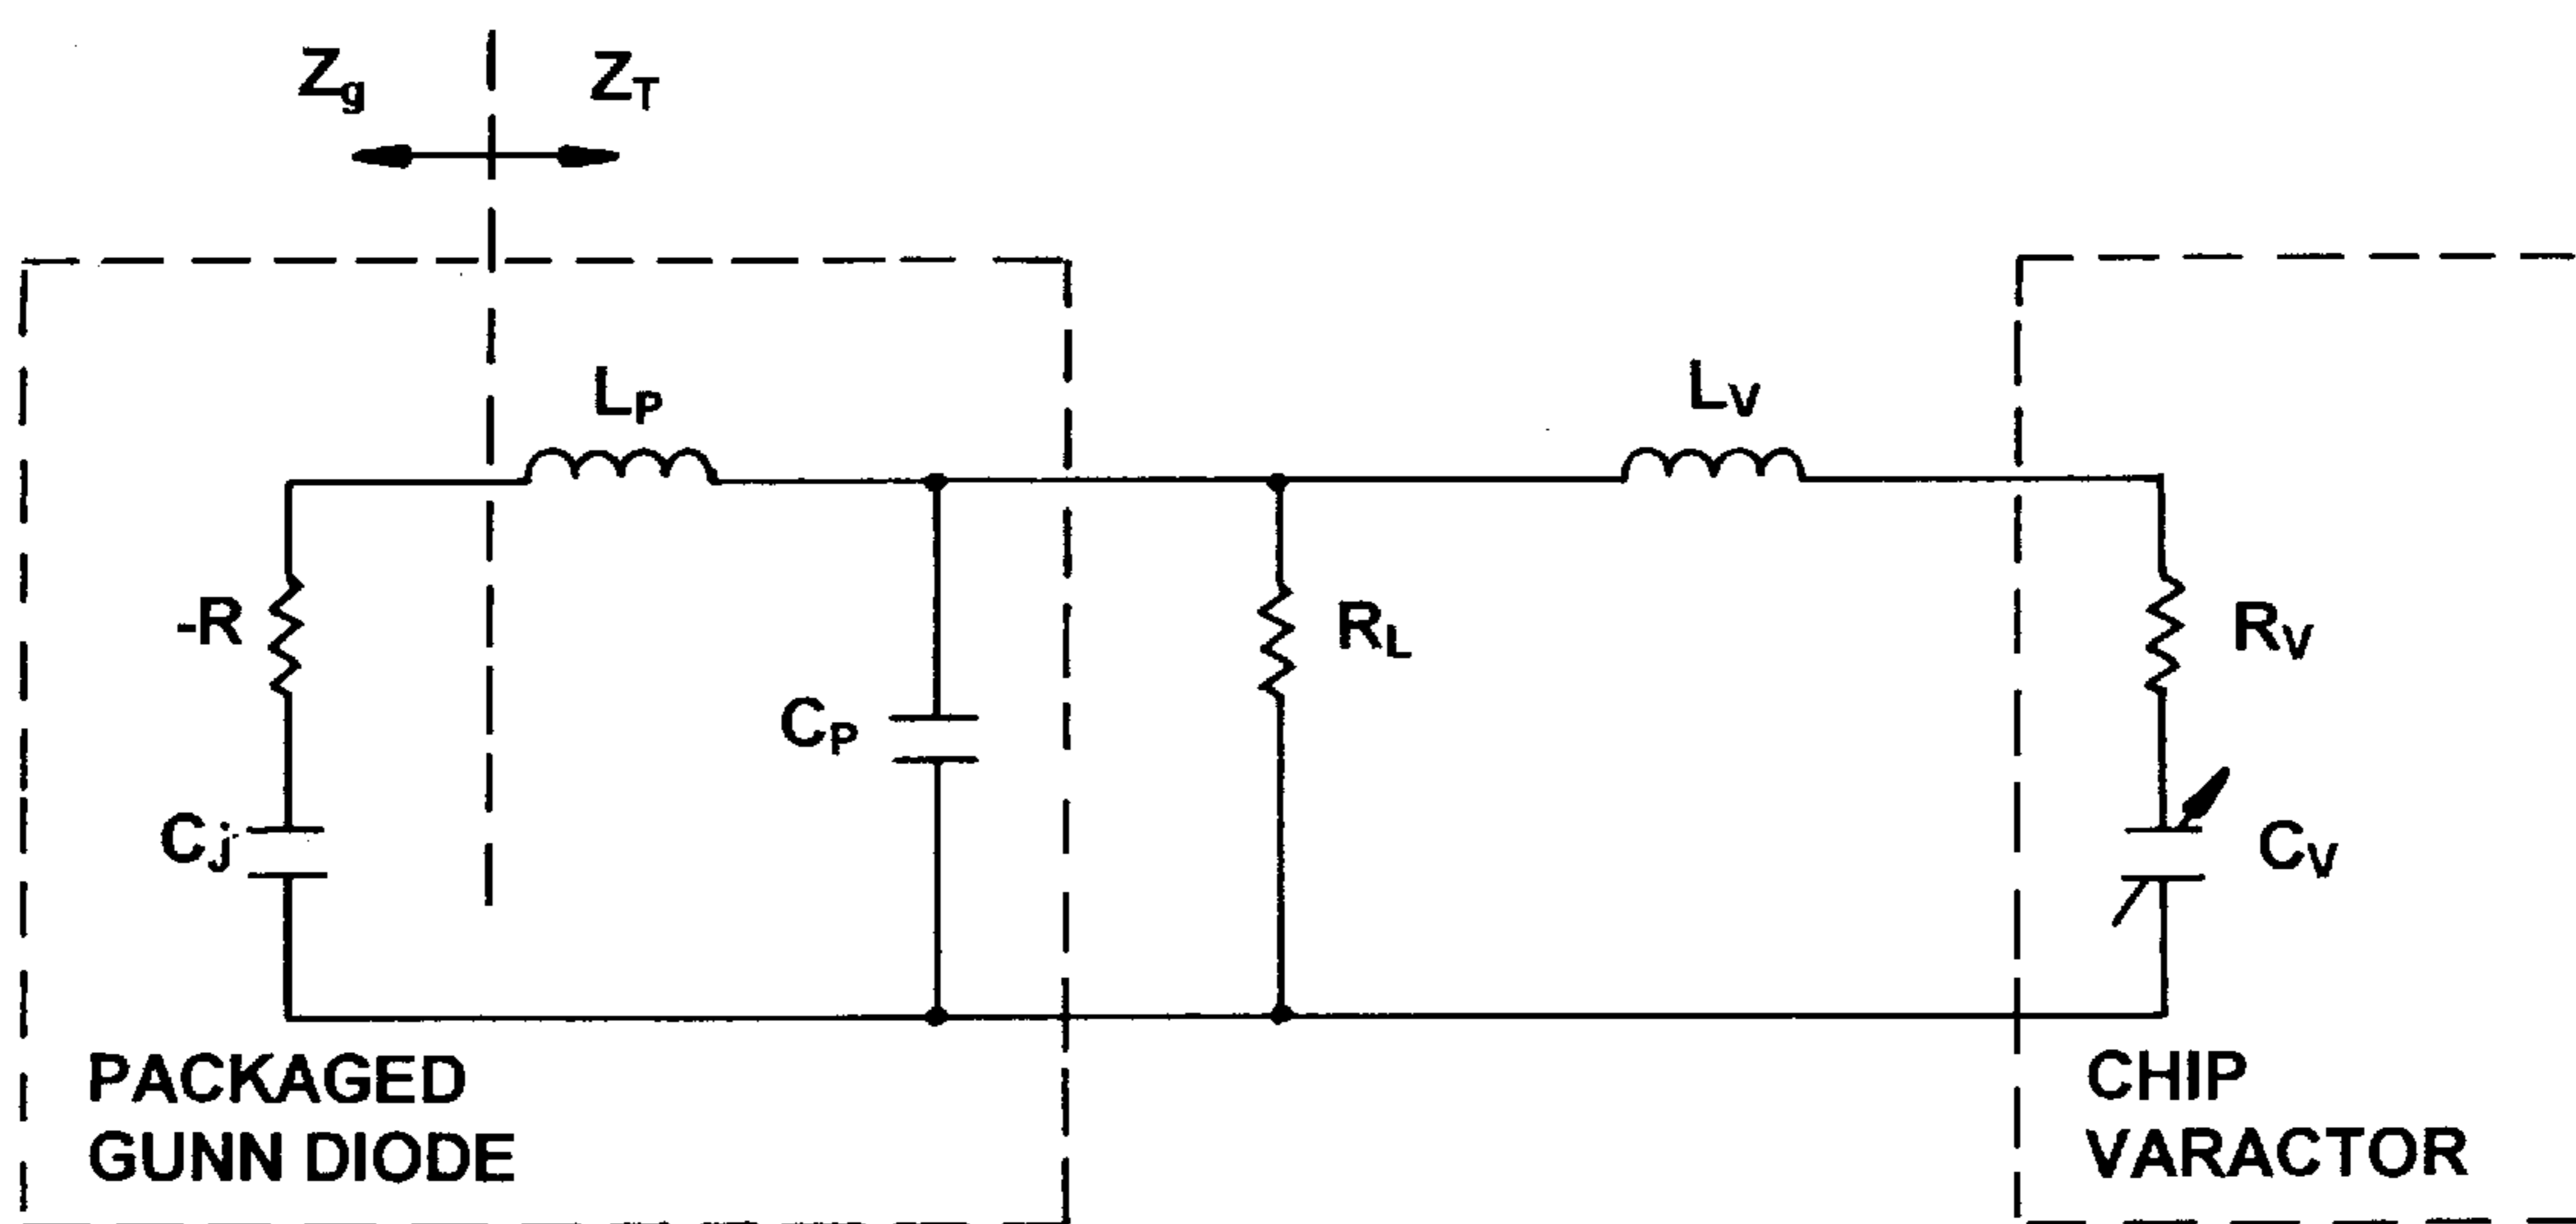 Zg
ZT
LP
LV
-R
RL
RV
CP
Cj
CV
PACKAGED
GUNN DIODE
CHIP
VARACTOR